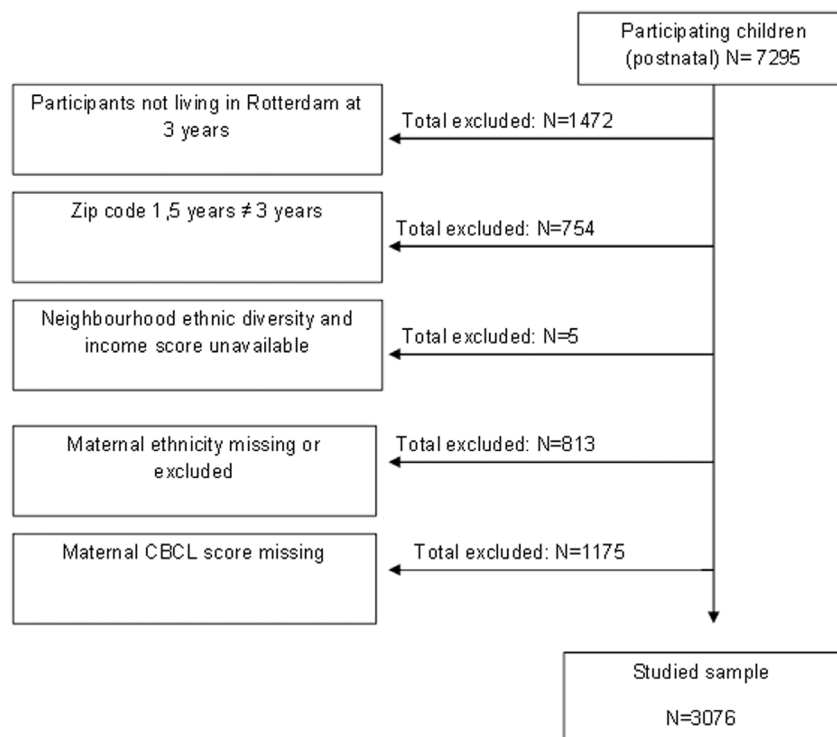 Participating children
(postnatal) N= 7295
Participants not living in Rotterdam at
3 years
Total excluded: N=1472
Zip code 1,5 years ≠ 3 years
Total excluded: N=754
Neighbourhood ethnic diversity and
income score unavailable
Total excluded: N=5
Maternal ethnicity missing or
excluded
Total excluded: N=813
Maternal CBCL score missing
Total excluded: N=1175
Studied sample
N=3076